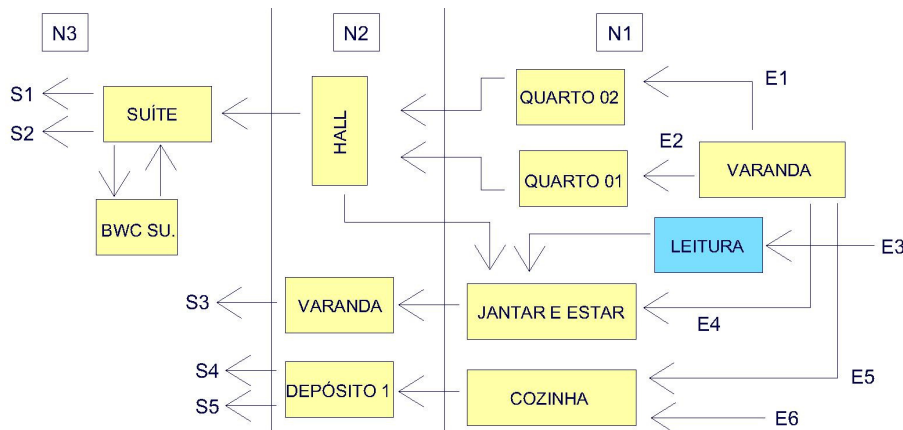 N3
N2
N1
S1
SUÍTE
S2
BWC SU.
HALL
QUARTO 02
E1
E2
QUARTO 01
VARANDA
LEITURA
E3
S3
VARANDA
JANTAR E ESTAR
E4
S4
DEPÓSITO 1
S5
COZINHA
E5
E6